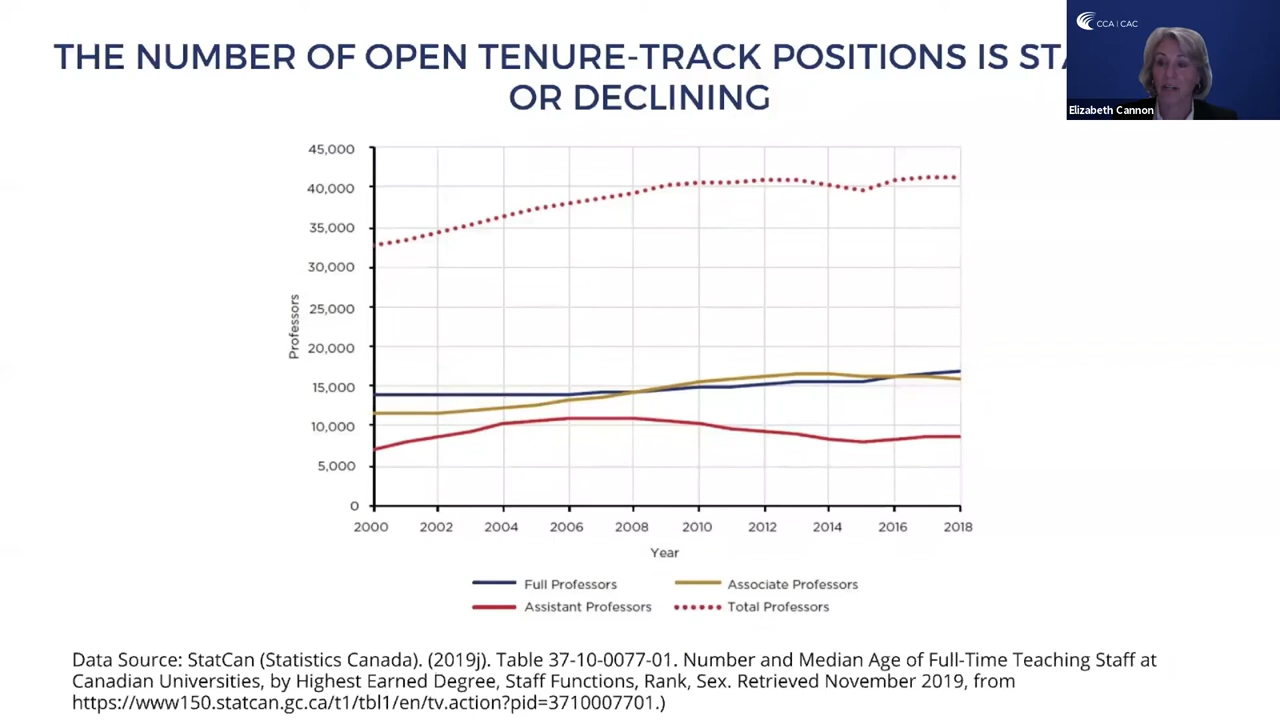 THE NUMBER OF OPEN TENURE-TRACK POSITIONS IS
OR DECLINING
CCA | CAC
Elizabeth Cannon
45,000
40,000
35,000
30,000
25,000
20,000
15,000
10,000
5,000
0
Professors
2000 2002 2004 2006 2008 2010 2012 2014 2016 2018
Year
Full Professors Associate Professors
Assistant Professors Total Professors
Data Source: StatCan (Statistics Canada). (2019j). Table 37-10-0077-01. Number and Median Age of Full-Time Teaching Staff at
Canadian Universities, by Highest Earned Degree, Staff Functions, Rank, Sex. Retrieved November 2019, from
https://www150.statcan.gc.ca/t1/tbl1/en/tv.action?pid=3710007701.)